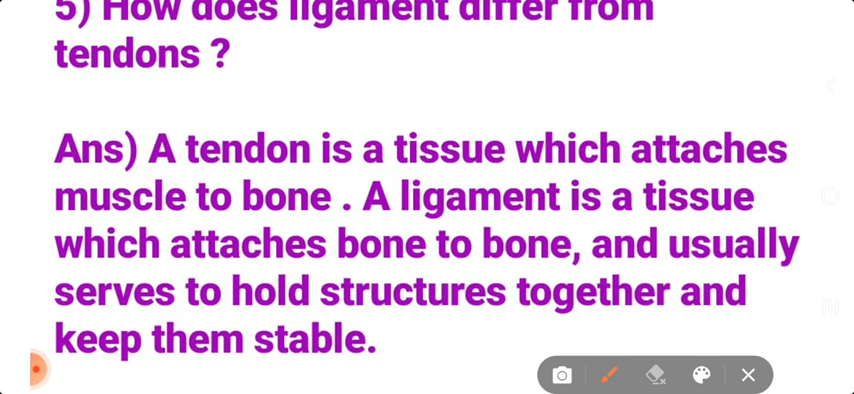 5) How does ligament differ from
tendons ?
Ans) A tendon is a tissue which attaches
muscle to bone . A ligament is a tissue
which attaches bone to bone, and usually
serves to hold structures together and
keep them stable.